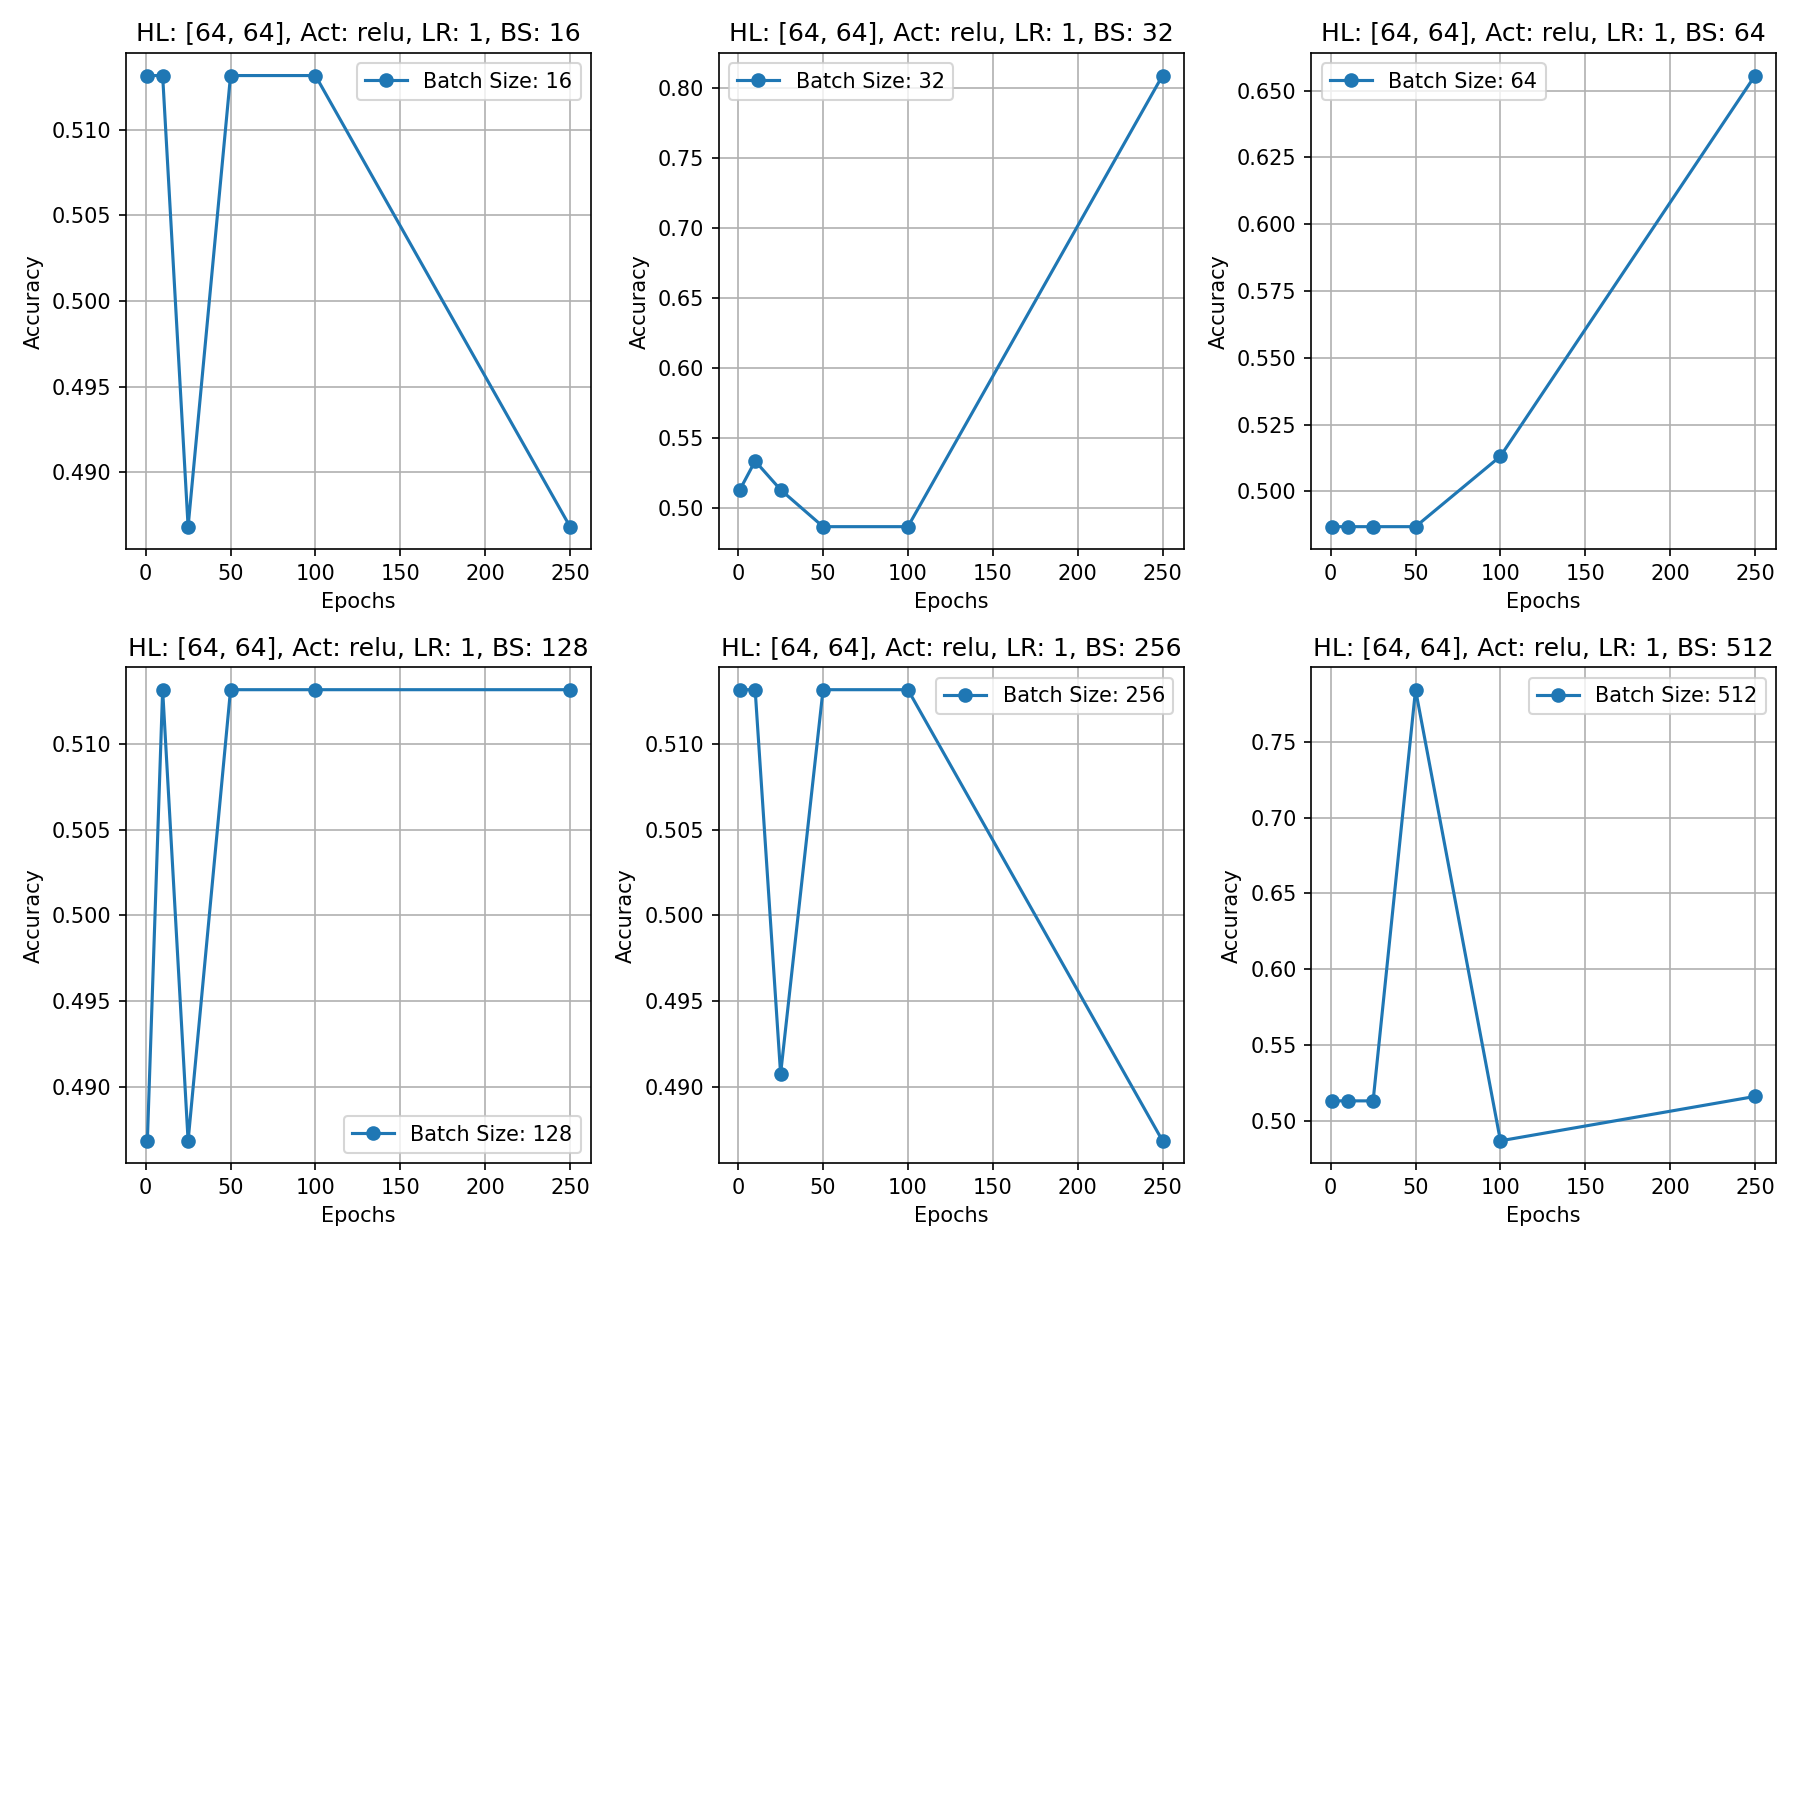 HL: [64, 64], Act: relu, LR: 1, BS: 16
Batch Size: 16
Accuracy
0.510
0.505
0.500
0.495
0.490
0 50 100 150 200 250
Epochs
HL: [64, 64], Act: relu, LR: 1, BS: 32
Batch Size: 32
Accuracy
0.80
0.75
0.70
0.65
0.60
0.55
0.50
0 50 100 150 200 250
Epochs
HL: [64, 64], Act: relu, LR: 1, BS: 64
Batch Size: 64
Accuracy
0.650
0.625
0.600
0.575
0.550
0.525
0.500
0 50 100 150 200 250
Epochs
HL: [64, 64], Act: relu, LR: 1, BS: 128
Accuracy
0.510
0.505
0.500
0.495
0.490
Batch Size: 128
0 50 100 150 200 250
Epochs
HL: [64, 64], Act: relu, LR: 1, BS: 256
Batch Size: 256
Accuracy
0.510
0.505
0.500
0.495
0.490
0 50 100 150 200 250
Epochs
HL: [64, 64], Act: relu, LR: 1, BS: 512
Batch Size: 512
Accuracy
0.75
0.70
0.65
0.60
0.55
0.50
0 50 100 150 200 250
Epochs